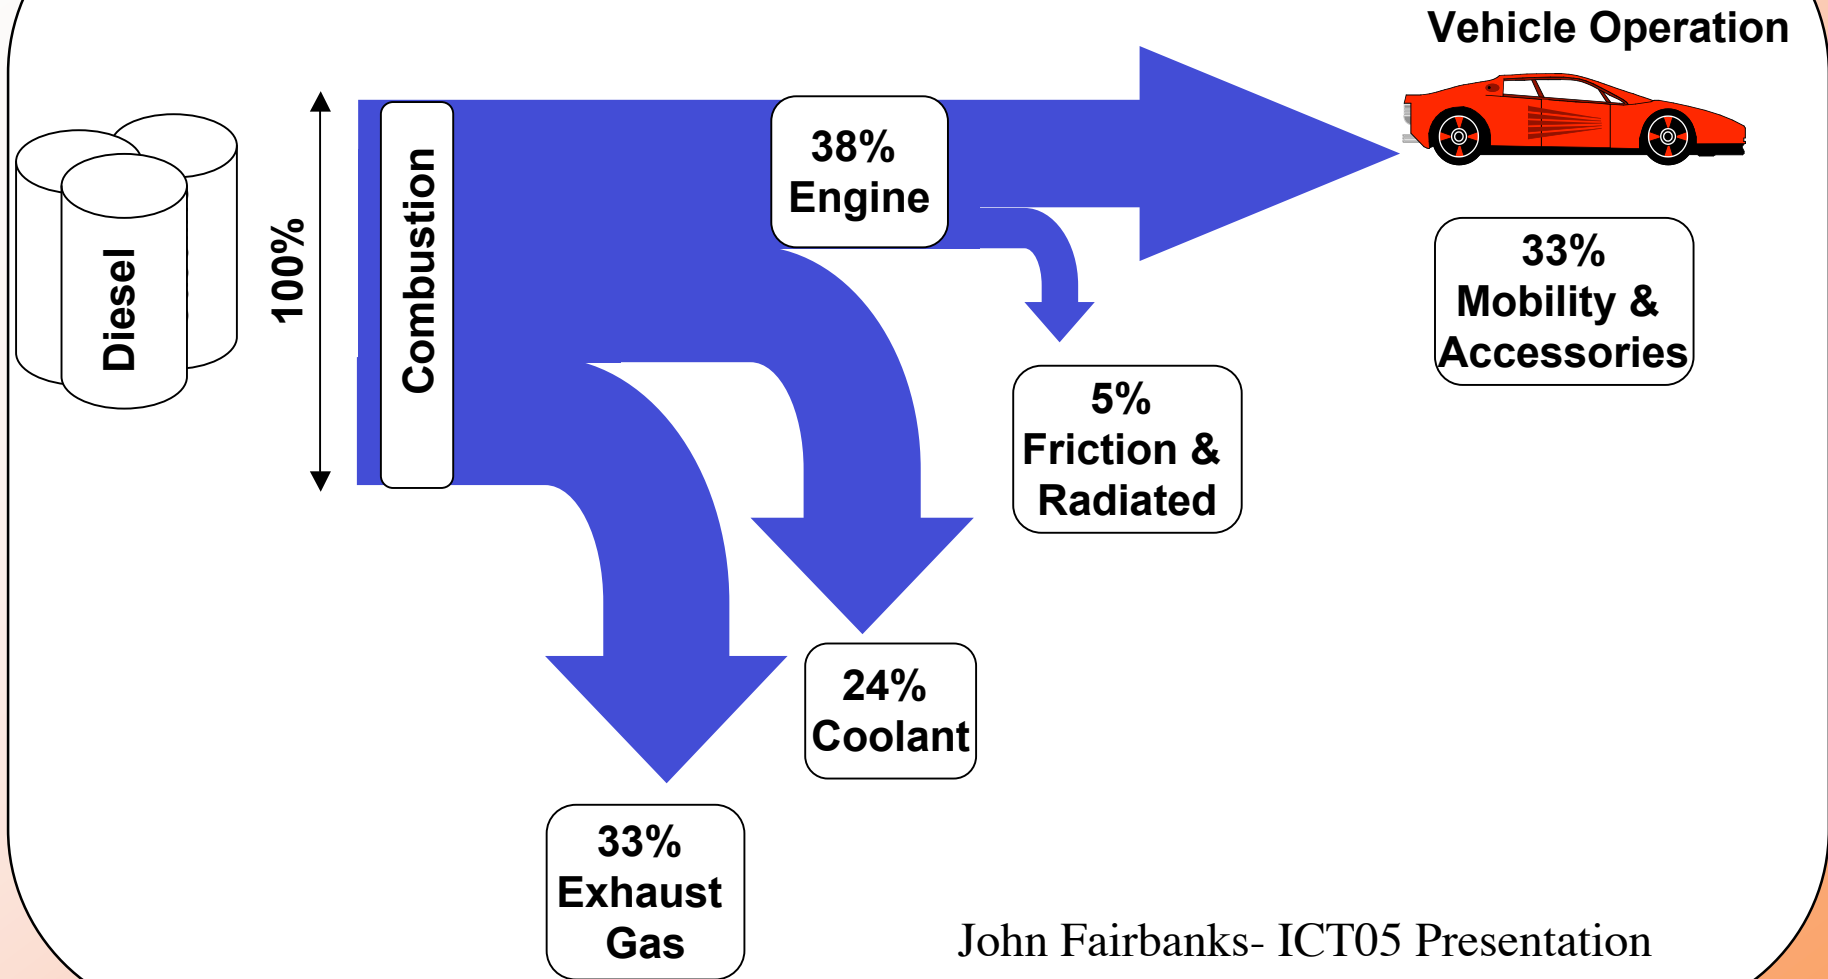 Vehicle Operation
Diesel
100%
Combustion
38%
Engine
33%
Mobility &
Accessories
5%
Friction &
Radiated
24%
Coolant
33%
Exhaust
Gas
John Fairbanks- ICT05 Presentation